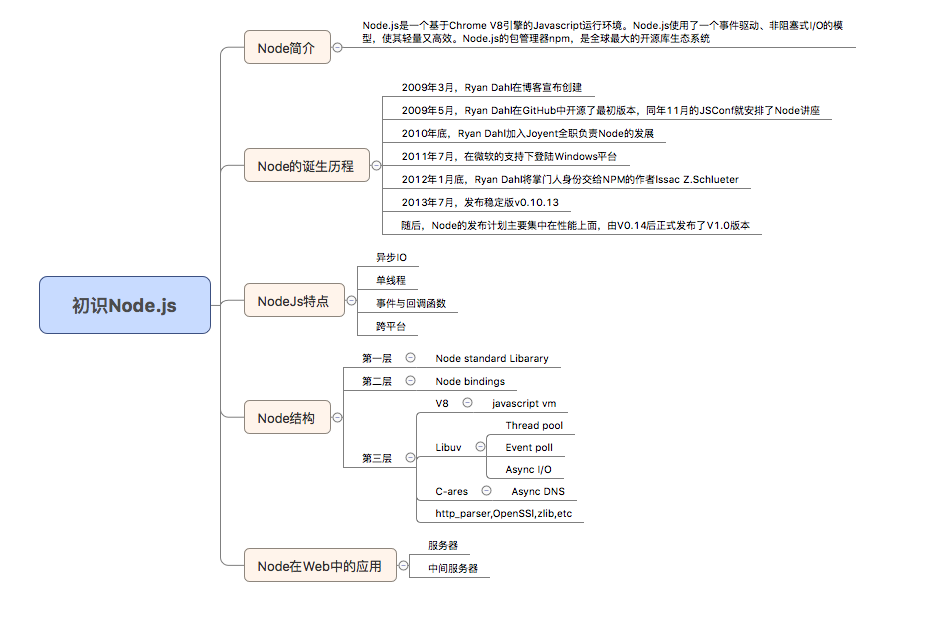 Node简介
Node.js是一个基于Chrome V8引擎的Javascript运行环境。Node.js使用了一个事件驱动、非阻塞式I/O的模
型，使其轻量又高效。Node.js的包管理器npm，是全球最大的开源库生态系统
Node的诞生历程
2009年3月，Ryan Dahl在博客宣布创建
2009年5月，Ryan Dahl在GitHub中开源了最初版本，同年11月的JSConf就安排了Node讲座
2010年底，Ryan Dahl加入Joyent全职负责Node的发展
2011年7月，在微软的支持下登陆Windows平台
2012年1月底，Ryan Dahl将掌门人身份交给NPM的作者Issac Z.Schlueter
2013年7月，发布稳定版v0.10.13
随后，Node的发布计划主要集中在性能上面，由V0.14后正式发布了V1.0版本
初识Node.js
NodeJs特点
异步IO
单线程
事件与回调函数
跨平台
Node结构
第一层
Node standard Libarary
第二层
Node bindings
第三层
V8
javascript vm
Libuv
Thread pool
Event poll
Async I/O
C-ares
Async DNS
http_parser,OpenSSl,zlib,etc
Node在Web中的应用
服务器
中间服务器